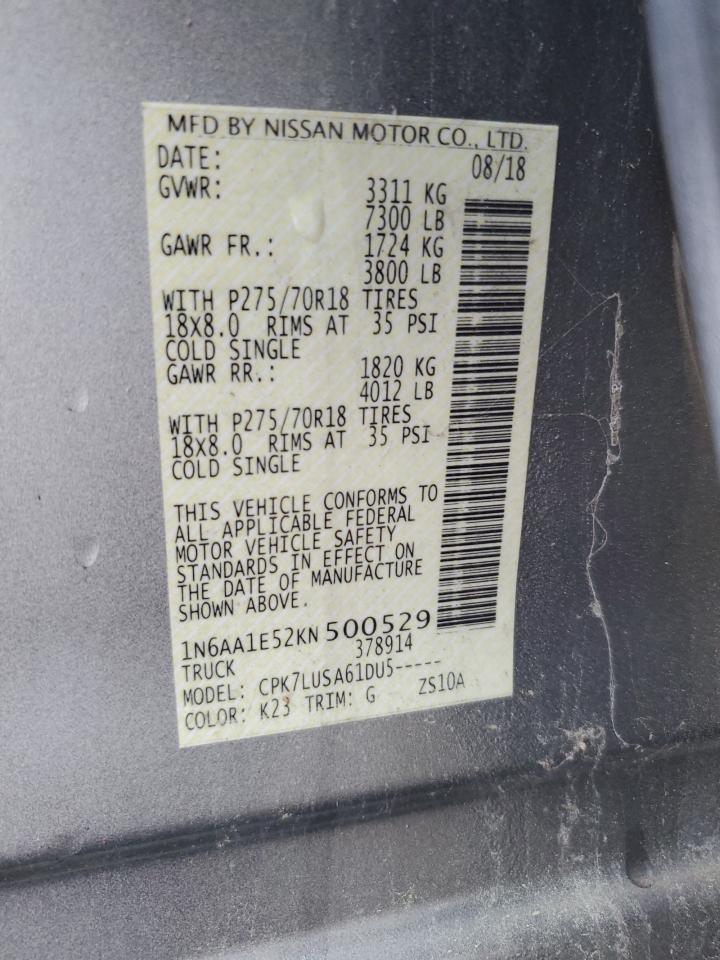 MFD BY NISSAN MOTOR CO., LTD.
DATE: 08/18
GVWR: 3311 KG
7300 LB
GAWR FR.: 1724 KG
3800 LB
WITH P275/70R18 TIRES
18X8.0 RIMS AT 35 PSI
COLD SINGLE
GAWR RR.: 1820 KG
4012 LB
WITH P275/70R18 TIRES
18X8.0 RIMS AT 35 PSI
COLD SINGLE
THIS VEHICLE CONFORMS TO
ALL APPLICABLE FEDERAL
MOTOR VEHICLE SAFETY
STANDARDS IN EFFECT ON
THE DATE OF MANUFACTURE
SHOWN ABOVE.
1N6AA1E52KN500529
TRUCK 378914
MODEL: CPK7LUSA61DU5-----
COLOR: K23 TRIM: G ZS10A